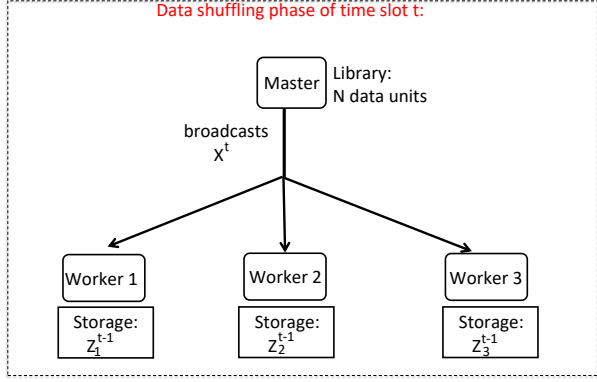 Data shuffling phase of time slot t:
Master
Library:
N data units
broadcasts
X^t
Worker 1
Worker 2
Worker 3
Storage:
Z_1^{t-1}
Storage:
Z_2^{t-1}
Storage:
Z_3^{t-1}